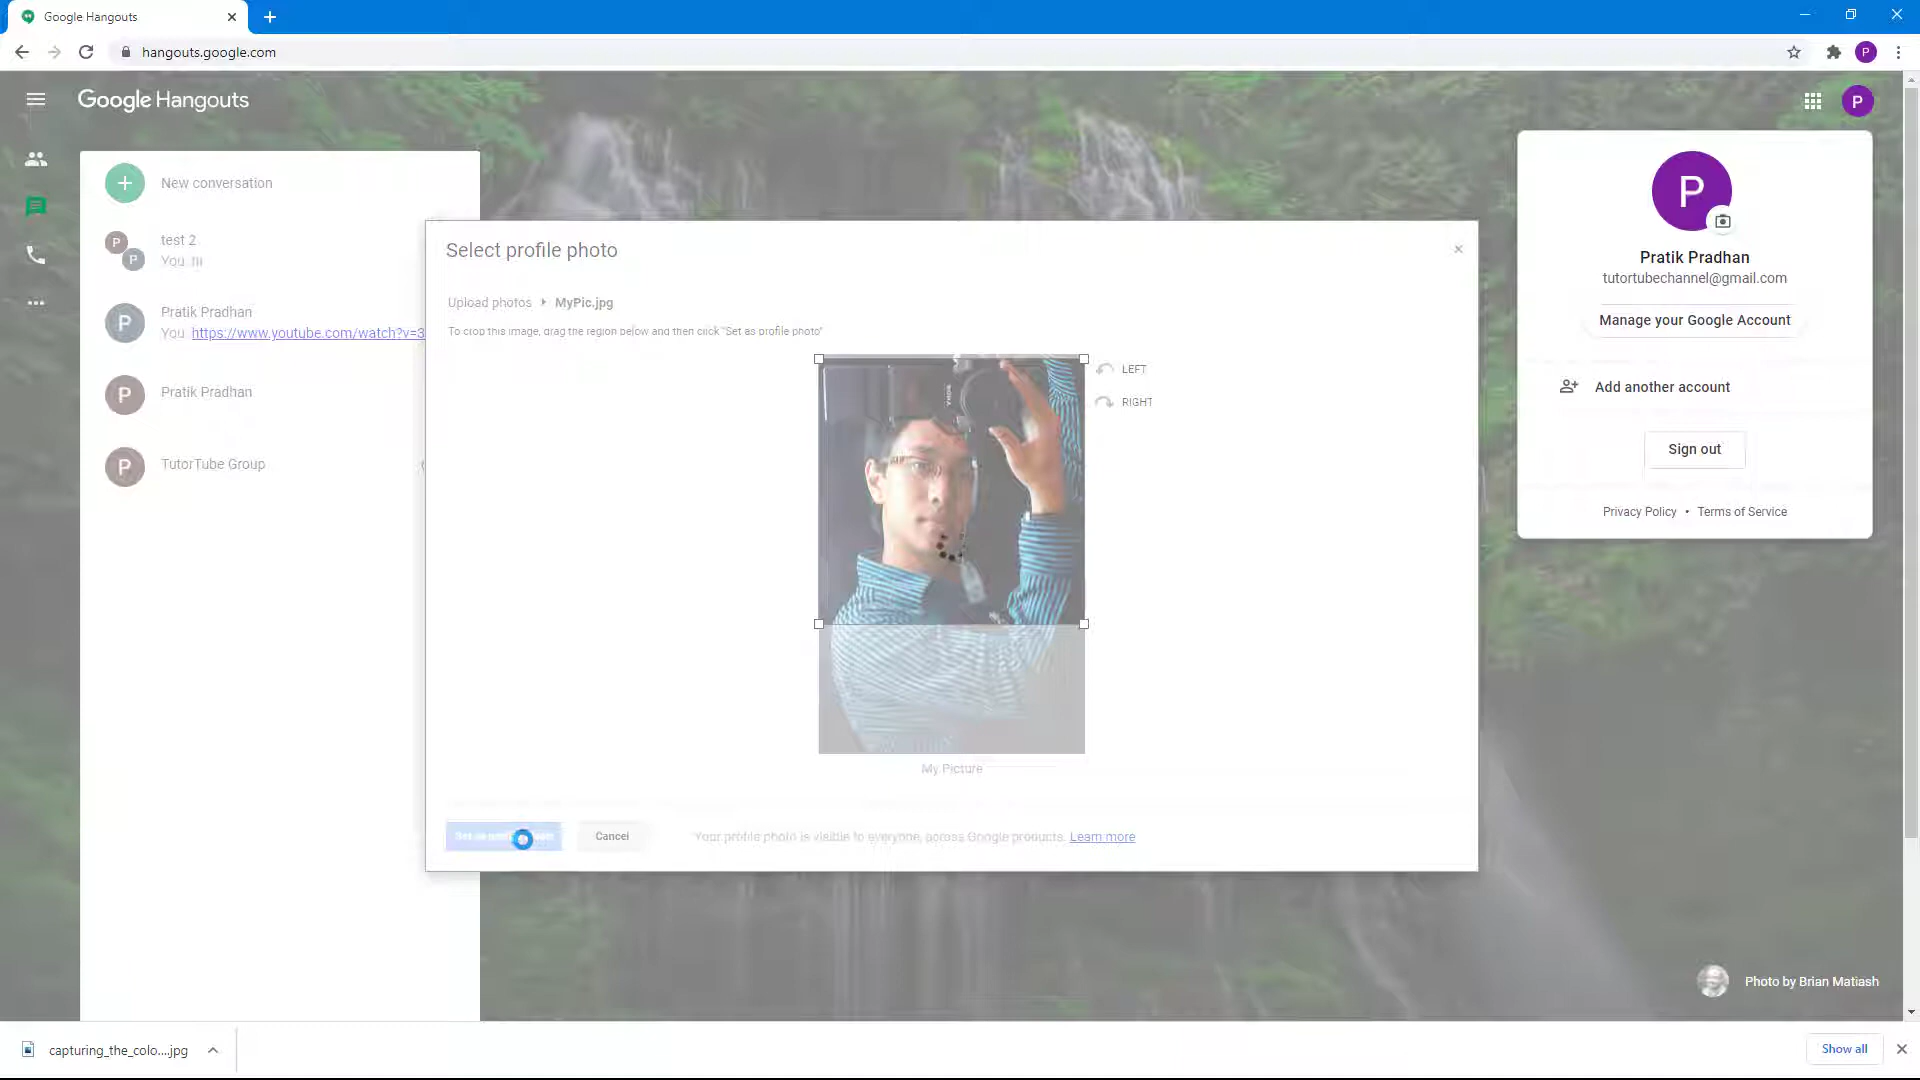 Google Hangouts
hangouts.google.com
P
Google Hangouts
P
New conversation
P
P
test 2
You:
P
Pratik Pradhan
You: https://www.youtube.com/watch?v=3
P
Pratik Pradhan
P
TutorTube Group
Select profile photo
Upload photos
MyPic.jpg
To crop this image, drag the region below and then click "Set as profile photo"
LEFT
RIGHT
SONY
My Picture
Cancel
Your profile photo is visible to everyone, across Google products. Learn more
P
Pratik Pradhan
tutortubechannel@gmail.com
Manage your Google Account
Add another account
Sign out
Privacy Policy • Terms of Service
Photo by Brian Matiash
capturing_the_colo....jpg
Show all